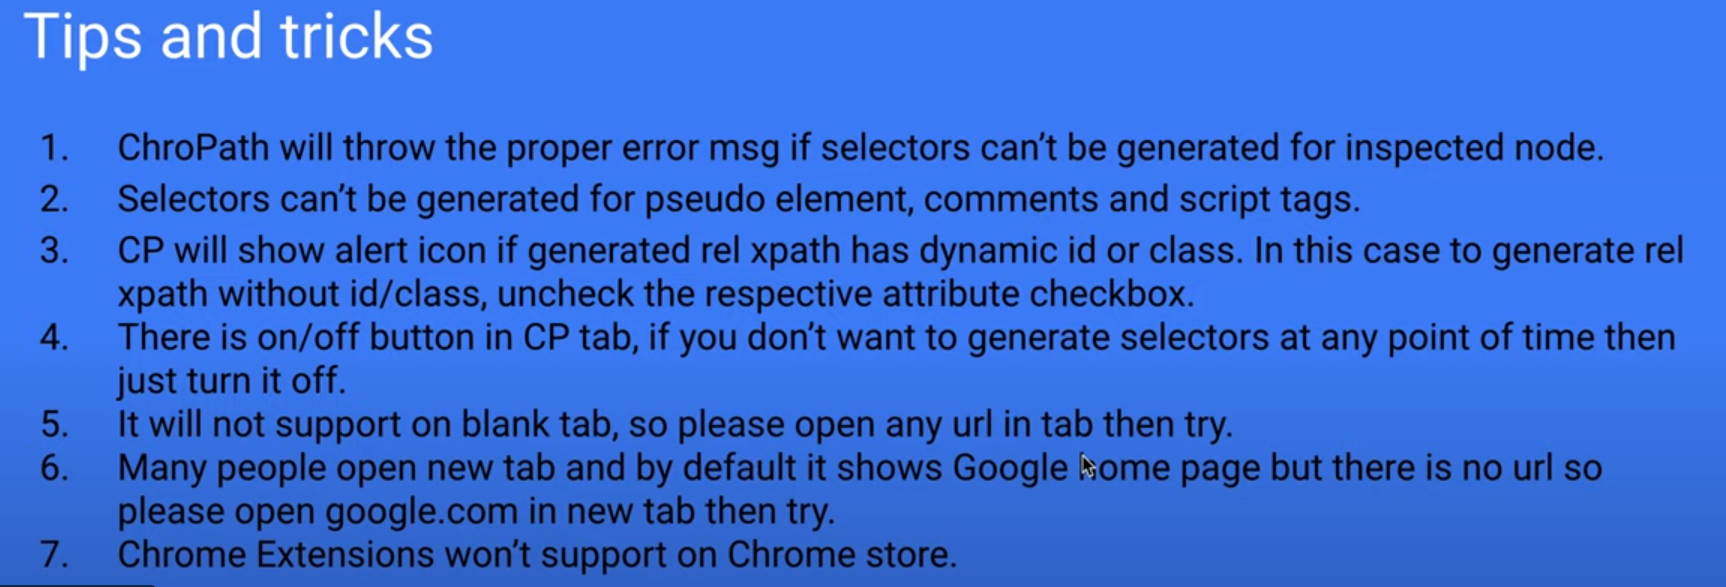 Tips and tricks
1. ChroPath will throw the proper error msg if selectors can't be generated for inspected node.
2. Selectors can't be generated for pseudo element, comments and script tags.
3. CP will show alert icon if generated rel xpath has dynamic id or class. In this case to generate rel
xpath without id/class, uncheck the respective attribute checkbox.
4. There is on/off button in CP tab, if you don't want to generate selectors at any point of time then
just turn it off.
5. It will not support on blank tab, so please open any url in tab then try.
6. Many people open new tab and by default it shows Google home page but there is no url so
please open google.com in new tab then try.
7. Chrome Extensions won't support on Chrome store.